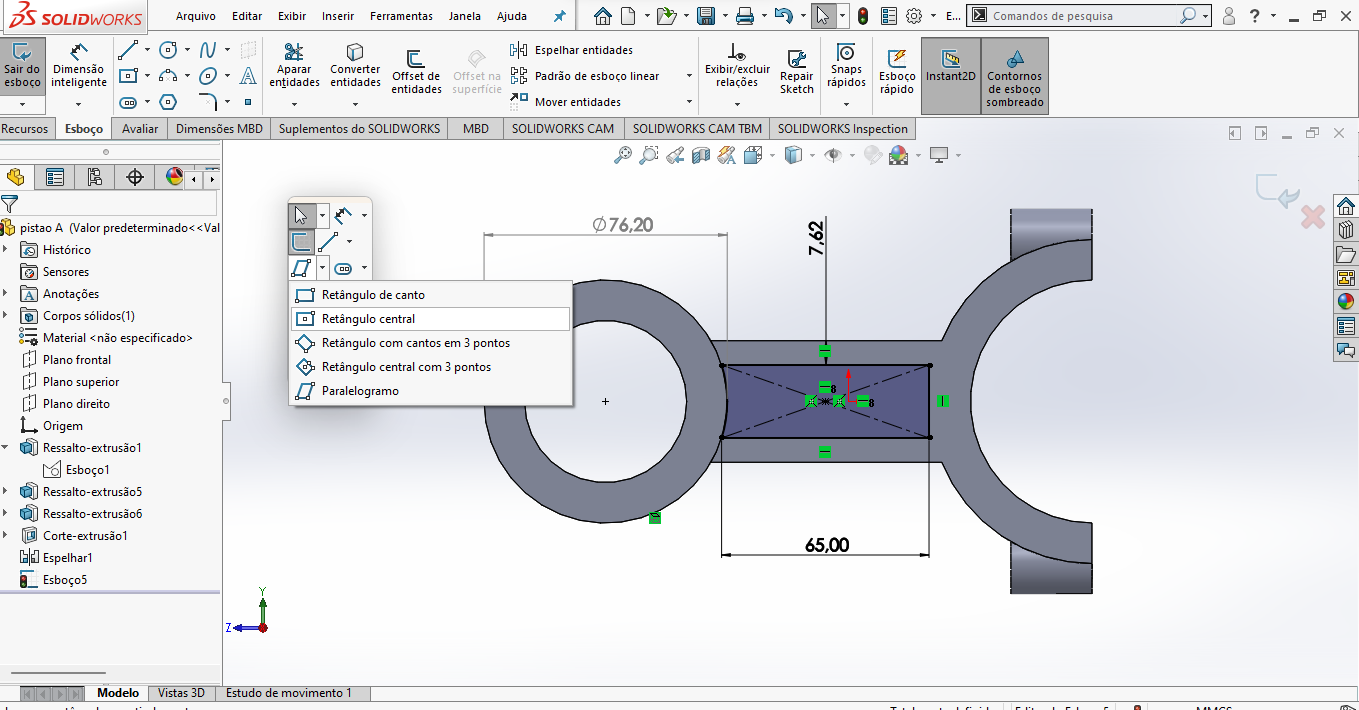 SOLIDWORKS
Arquivo Editar Exibir Inserir Ferramentas Janela Ajuda
E... Comandos de pesquisa ?
Sair do esboço
Dimensão inteligente
Aparar entidades
Converter entidades
Offset de entidades
Offset na superfície
Espelhar entidades
Padrão de esboço linear
Mover entidades
Exibir/excluir relações
Repair Sketch
Snaps rápidos
Esboço rápido
Instant2D
Contornos de esboço sombreado
Recursos Esboço Avaliar Dimensões MBD Suplementos do SOLIDWORKS MBD SOLIDWORKS CAM SOLIDWORKS CAM TBM SOLIDWORKS Inspection
pistao A (Valor predeterminado<<Val
Histórico
Sensores
Anotações
Corpos sólidos(1)
Material <não especificado>
Plano frontal
Plano superior
Plano direito
Origem
Ressalto-extrusão1
Esboço1
Ressalto-extrusão5
Ressalto-extrusão6
Corte-extrusão1
Espelhar1
Esboço5
Retângulo de canto
Retângulo central
Retângulo com cantos em 3 pontos
Retângulo central com 3 pontos
Paralelogramo
Ø76,20
7,62
8
8
65,00
Y
Z
Modelo Vistas 3D Estudo de movimento 1